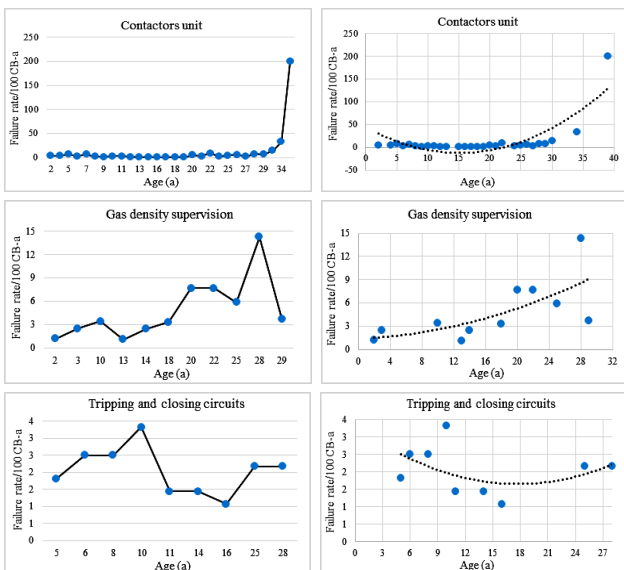 Contactors unit
Failure rate/100 CB-a
250
200
150
100
50
0
2 5 7 9 11 13 16 18 20 22 25 27 29 34
Age (a)
Contactors unit
Failure rate/100 CB-a
250
200
150
100
50
0
-50
0 5 10 15 20 25 30 35 40
Age (a)
Gas density supervision
Failure rate/100 CB-a
15
12
9
6
3
0
2 3 10 13 14 18 20 22 25 28 29
Age (a)
Gas density supervision
Failure rate/100 CB-a
15
12
9
6
3
0
0 4 8 12 16 20 24 28 32
Age (a)
Tripping and closing circuits
Failure rate/100 CB-a
4
3
3
2
2
1
1
0
5 6 8 10 11 14 16 25 28
Age (a)
Tripping and closing circuits
Failure rate/100 CB-a
4
3
3
2
2
1
1
0
0 3 6 9 12 15 18 21 24 27
Age (a)